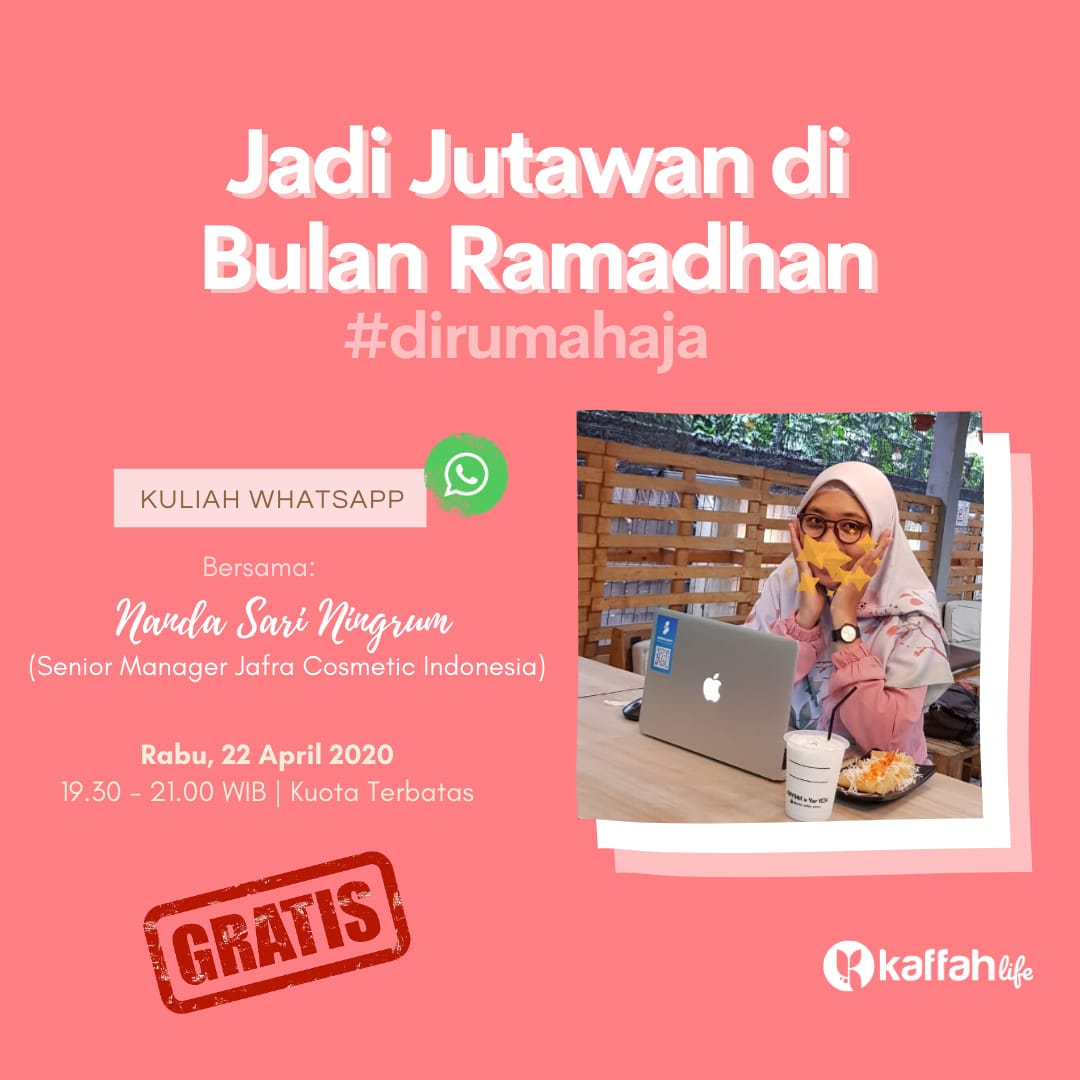 Jadi Jutawan di
Bulan Ramadhan
#dirumahaja
KULIAH WHATSAPP
Bersama:
Nanda Sari Ningrum
(Senior Manager Jafra Cosmetic Indonesia)
Rabu, 22 April 2020
19.30 - 21.00 WIB | Kuota Terbatas
GRATIS
kaffah life